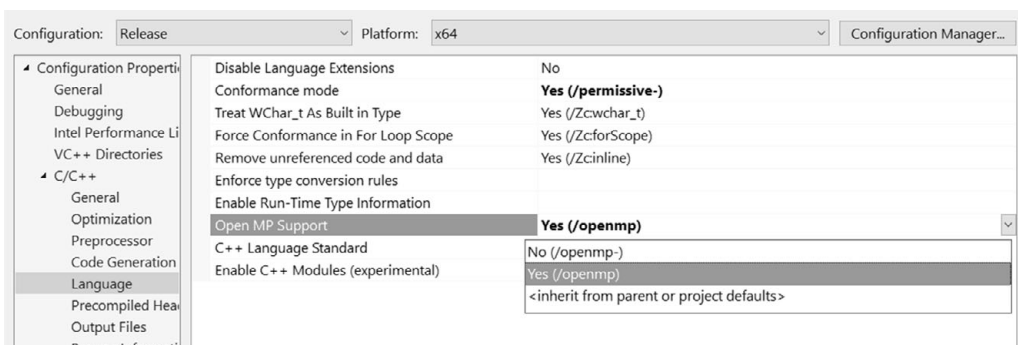 Configuration: Release Platform: x64 Configuration Manager...
Configuration Properti
General
Debugging
Intel Performance Li
VC++ Directories
C/C++
General
Optimization
Preprocessor
Code Generation
Language
Precompiled Hea
Output Files
Disable Language Extensions No
Conformance mode Yes (/permissive-)
Treat WChar_t As Built in Type Yes (/Zc:wchar_t)
Force Conformance in For Loop Scope Yes (/Zc:forScope)
Remove unreferenced code and data Yes (/Zc:inline)
Enforce type conversion rules
Enable Run-Time Type Information
Open MP Support Yes (/openmp)
C++ Language Standard
Enable C++ Modules (experimental)
No (/openmp-)
Yes (/openmp)
<inherit from parent or project defaults>